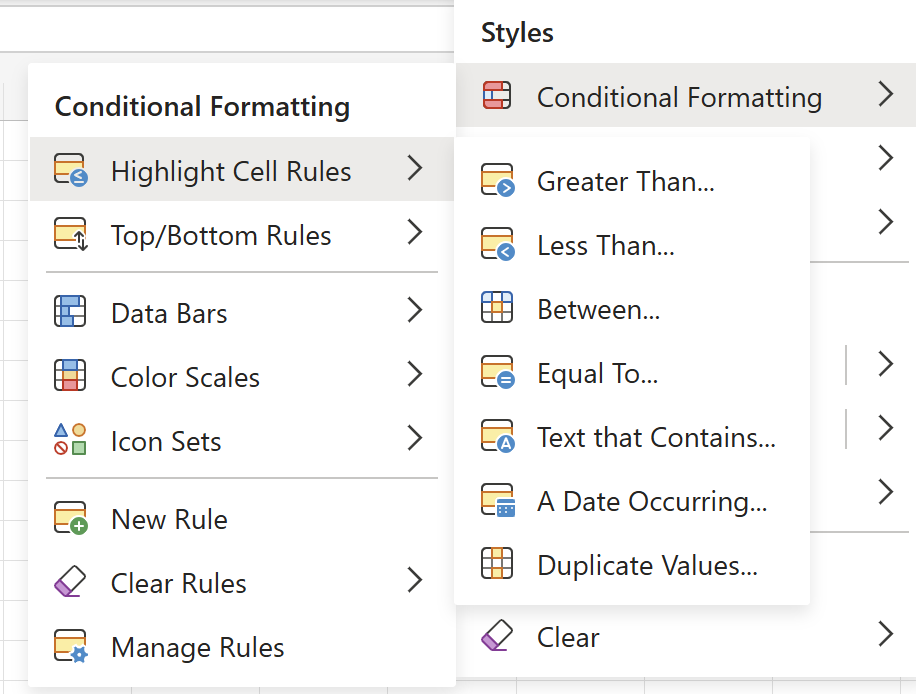 Styles
Conditional Formatting
Conditional Formatting
Highlight Cell Rules
Top/Bottom Rules
Data Bars
Color Scales
Icon Sets
New Rule
Clear Rules
Manage Rules
Greater Than...
Less Than...
Between...
Equal To...
Text that Contains...
A Date Occurring...
Duplicate Values...
Clear